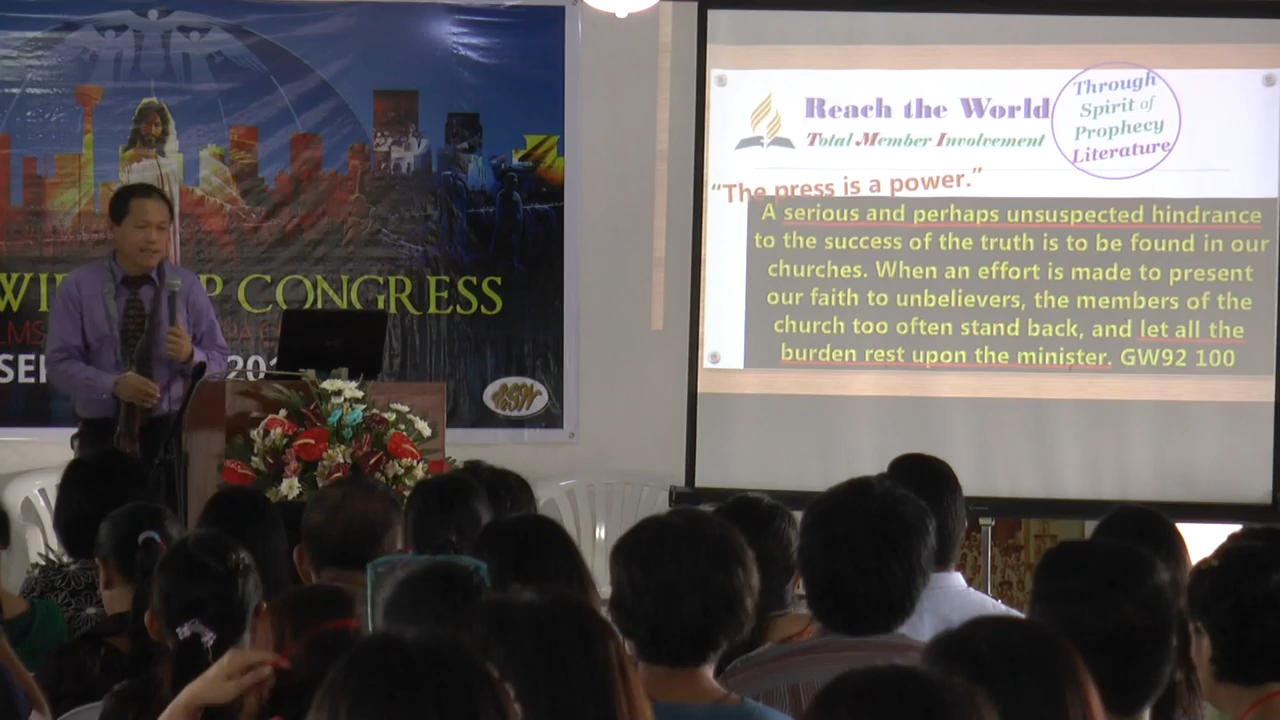 CONGRESS
Reach the World
Total Member Involvement
Through
Spirit of
Prophecy
Literature
“The press is a power.”
A serious and perhaps unsuspected hindrance
to the success of the truth is to be found in our
churches. When an effort is made to present
our faith to unbelievers, the members of the
church too often stand back, and let all the
burden rest upon the minister. GW92 100